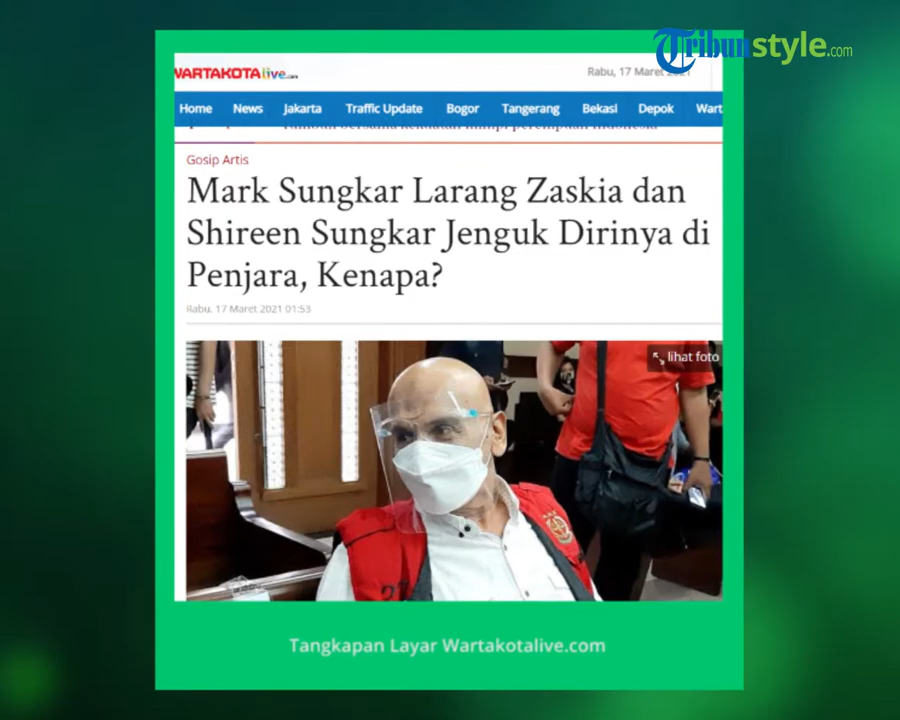 Tribunstyle.com
WARTAKOTAlive.com
Rabu, 17 Maret 2021
Home News Jakarta Traffic Update Bogor Tangerang Bekasi Depok Wart
Gosip Artis
Mark Sungkar Larang Zaskia dan
Shireen Sungkar Jenguk Dirinya di
Penjara, Kenapa?
Rabu, 17 Maret 2021 01:53
lihat foto
Tangkapan Layar Wartakotalive.com